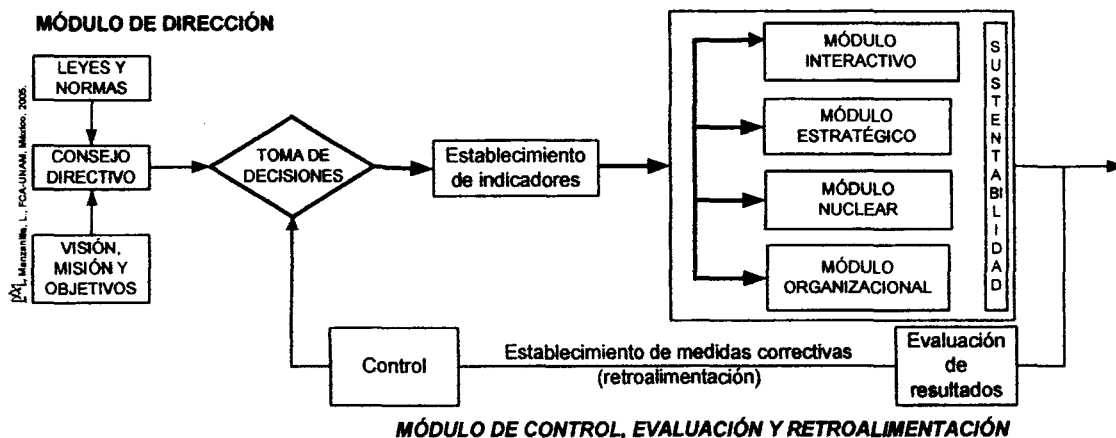 MÓDULO DE DIRECCIÓN
LEYES Y
NORMAS
CONSEJO
DIRECTIVO
VISIÓN,
MISIÓN Y
OBJETIVOS
L. Manzanilla, L., FCA-UNAM, México, 2005.
TOMA DE
DECISIONES
Establecimiento
de indicadores
MÓDULO
INTERACTIVO
MÓDULO
ESTRATÉGICO
MÓDULO
NUCLEAR
MÓDULO
ORGANIZACIONAL
SUSTENTABILIDAD
Control
Establecimiento de medidas correctivas
(retroalimentación)
Evaluación
de
resultados
MÓDULO DE CONTROL, EVALUACIÓN Y RETROALIMENTACIÓN